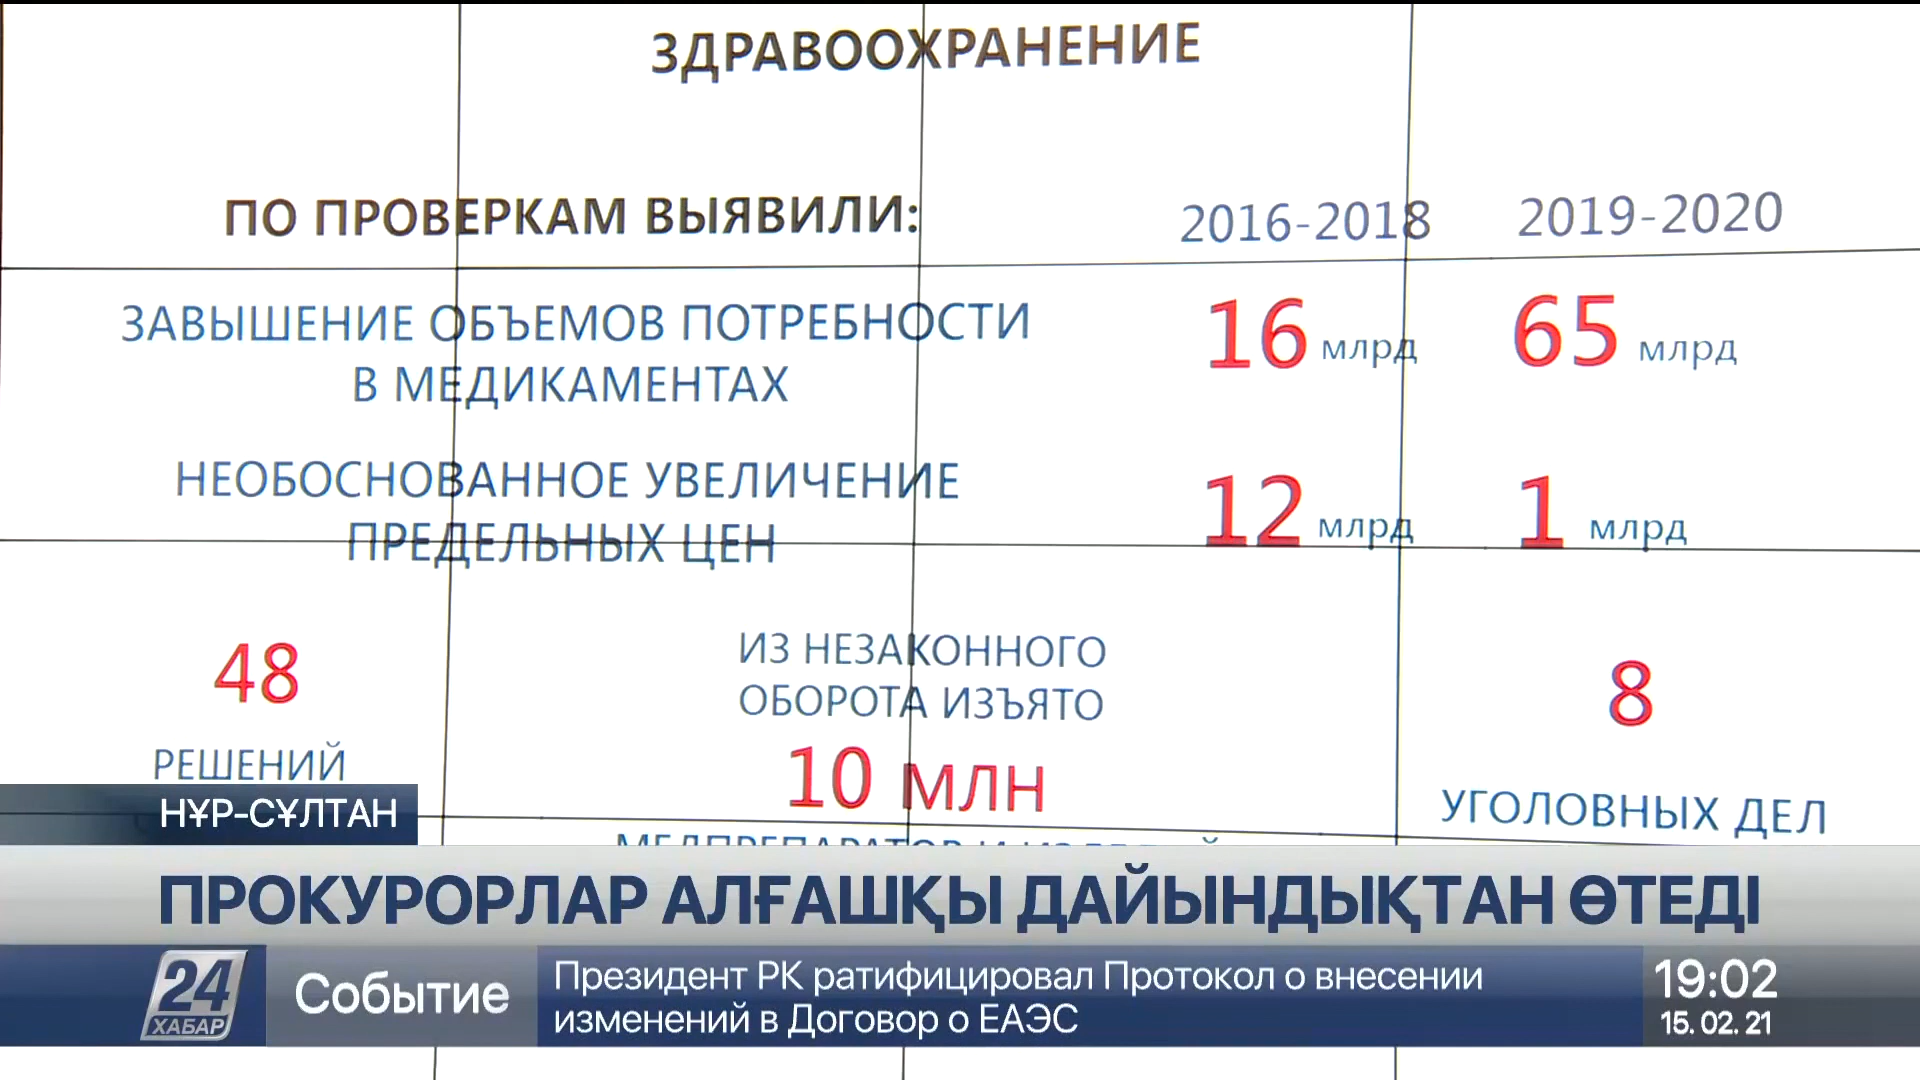 ЗДРАВООХРАНЕНИЕ
ПО ПРОВЕРКАМ ВЫЯВИЛИ: 2016-2018 2019-2020
ЗАВЫШЕНИЕ ОБЪЕМОВ ПОТРЕБНОСТИ
В МЕДИКАМЕНТАХ
16 млрд 65 млрд
НЕОБОСНОВАННОЕ УВЕЛИЧЕНИЕ
ПРЕДЕЛЬНЫХ ЦЕН
12 млрд 1 млрд
48
РЕШЕНИЙ
ИЗ НЕЗАКОННОГО
ОБОРОТА ИЗЪЯТО
10 МЛН
8
УГОЛОВНЫХ ДЕЛ
НҰР-СҰЛТАН
ПРОКУРОРЛАР АЛҒАШҚЫ ДАЙЫНДЫҚТАН ӨТЕДІ
24
ХАБАР
Событие
Президент РК ратифицировал Протокол о внесении
изменений в Договор о ЕАЭС
19:02
15. 02. 21